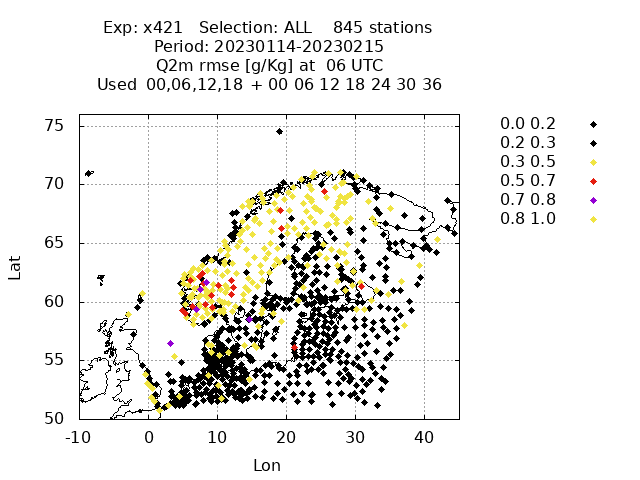 Exp: x421   Selection: ALL    845 stations
Period: 20230114-20230215
Q2m rmse [g/Kg] at  06 UTC
Used  00,06,12,18 + 00 06 12 18 24 30 36
0.0 0.2
0.2 0.3
0.3 0.5
0.5 0.7
0.7 0.8
0.8 1.0
75
70
65
60
55
50
Lat
-10 0 10 20 30 40
Lon